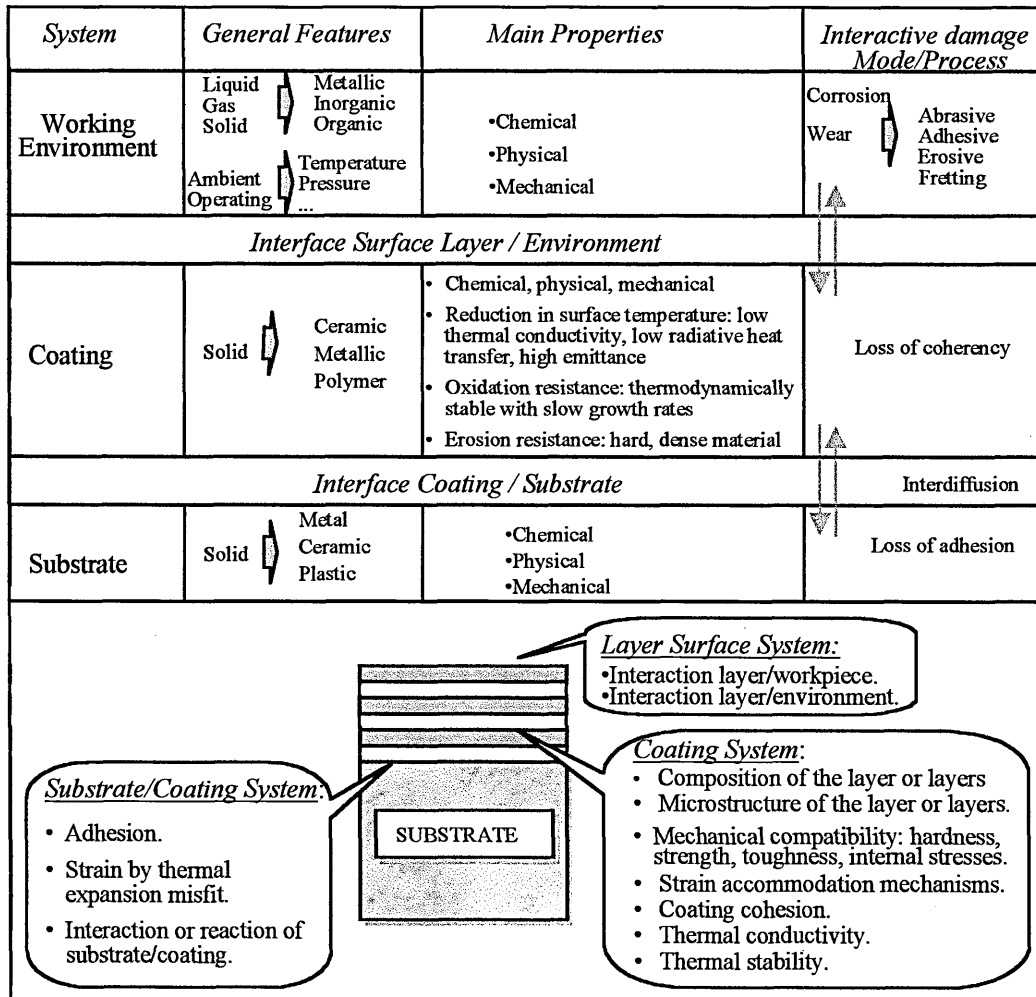 System
General Features
Main Properties
Interactive damage
Mode/Process
Working
Environment
Liquid
Gas
Solid
Metallic
Inorganic
Organic
Ambient
Operating
Temperature
Pressure
...
•Chemical
•Physical
•Mechanical
Corrosion
Wear
Abrasive
Adhesive
Erosive
Fretting
Interface Surface Layer / Environment
Coating
Solid
Ceramic
Metallic
Polymer
• Chemical, physical, mechanical
• Reduction in surface temperature: low
thermal conductivity, low radiative heat
transfer, high emittance
• Oxidation resistance: thermodynamically
stable with slow growth rates
• Erosion resistance: hard, dense material
Loss of coherency
Interface Coating / Substrate
Interdiffusion
Substrate
Solid
Metal
Ceramic
Plastic
•Chemical
•Physical
•Mechanical
Loss of adhesion
Layer Surface System:
•Interaction layer/workpiece.
•Interaction layer/environment.
Substrate/Coating System:
• Adhesion.
• Strain by thermal
expansion misfit.
• Interaction or reaction of
substrate/coating.
SUBSTRATE
Coating System:
• Composition of the layer or layers
• Microstructure of the layer or layers.
• Mechanical compatibility: hardness,
strength, toughness, internal stresses.
• Strain accommodation mechanisms.
• Coating cohesion.
• Thermal conductivity.
• Thermal stability.